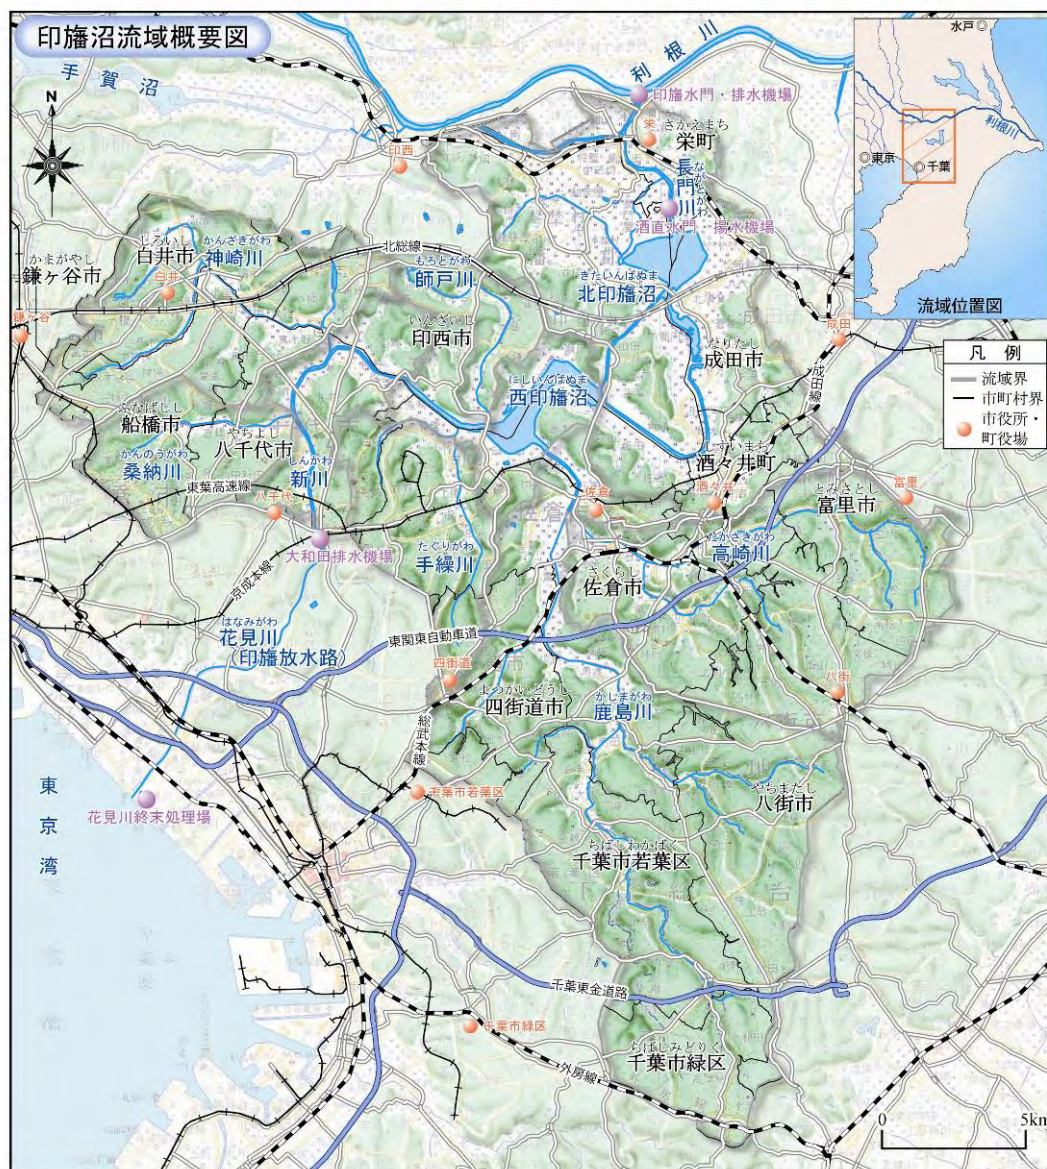 印旛沼流域概要図
手賀沼
N
利根川
印旛水門・排水機場
栄
さかえまち
栄町
ながとがわ
長門川
酒直水門 揚水機場
印西
水戸◎
利根川
◎東京
◎千葉
流域位置図
しろいし
白井市
白井
かんざきがわ
神崎川
かまがやし
鎌ヶ谷市
鎌ヶ谷
北総線
もろとがわ
師戸川
きたいんばぬま
北印旛沼
いんざいし
印西市
成田
なりたし
成田市
成田線
凡例
流域界
市町村界
市役所・
町役場
にしいんばぬま
西印旛沼
ふなばしし
船橋市
かんのうがわ
桑納川
やちよし
八千代市
しんかわ
新川
東葉高速線
八千代
大和田排水機場
京成本線
たぐりがわ
手繰川
佐倉
しすいまち
酒々井町
酒々井
富里
とみさとし
富里市
たかさきがわ
高崎川
さくらし
佐倉市
はなみがわ
花見川
(印旛放水路)
東関東自動車道
四街道
よつかいどうし
四街道市
かじまがわ
鹿島川
八街
総武本線
千葉市若葉区
やちまたし
八街市
東京湾
花見川終末処理場
ちばしわかばく
千葉市若葉区
千葉東金道路
千葉市緑区
ちばしみどりく
千葉市緑区
外房線
0 5km